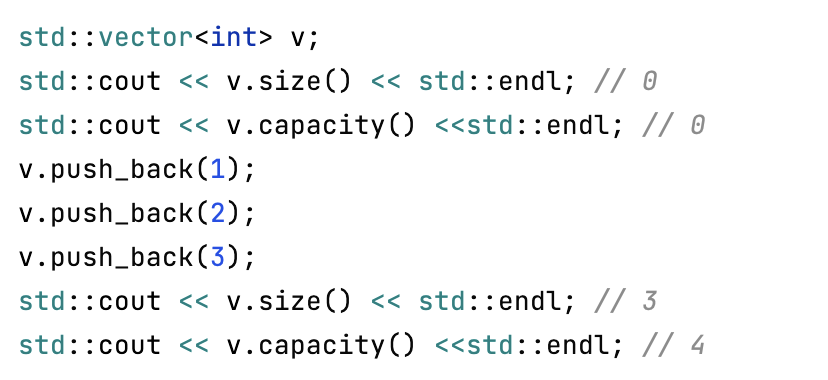 std::vector<int> v;
std::cout << v.size() << std::endl; // 0
std::cout << v.capacity() <<std::endl; // 0
v.push_back(1);
v.push_back(2);
v.push_back(3);
std::cout << v.size() << std::endl; // 3
std::cout << v.capacity() <<std::endl; // 4